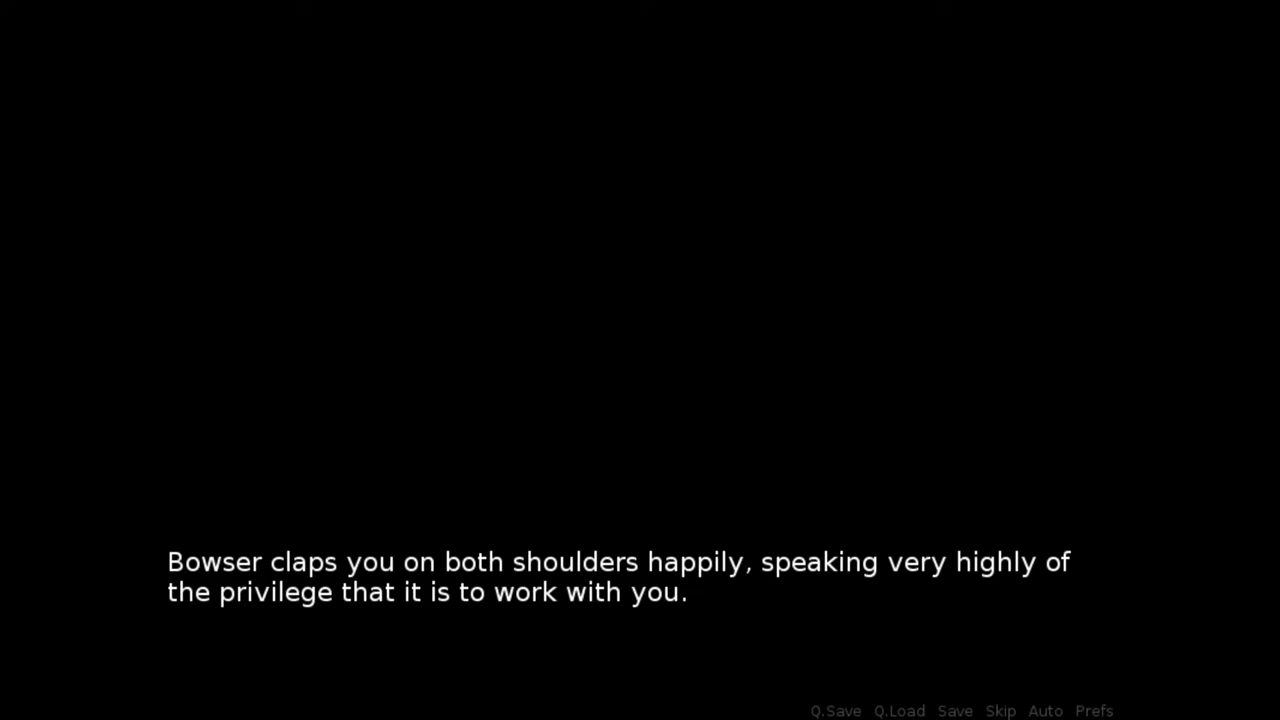 Bowser claps you on both shoulders happily, speaking very highly of
the privilege that it is to work with you.
Q.Save Q.Load Save Skip Auto Prefs